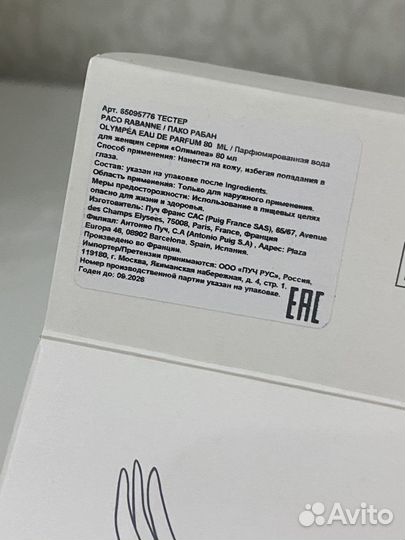 Арт. 65095776 ТЕСТЕР
PACO RABANNE / ПАКО РАБАН
OLYMPÉA EAU DE PARFUM 80 ML / Парфюмированная вода
для женщин серии «Олимпеа» 80 мл
Способ применения: Нанести на кожу, избегая попадания в
глаза.
Состав: указан на упаковке после Ingredients.
Область применения: Только для наружного применения.
Меры предосторожности: Использование в пищевых целях
опасно для жизни и здоровья.
Изготовитель: Пуч Франс САС (Puig France SAS), 65/67, Avenue
des Champs Elysees, 75008, Paris, France, Франция
Филиал: Антонио Пуч, С.А (Antonio Puig S.A) , Адрес: Plaza
Europa 46, 08902 Barcelona, Spain, Испания.
Произведено во Франции.
Импортер/Претензии принимаются: ООО «ПУЧ РУС», Россия,
119180, г. Москва, Якиманская набережная, д. 4, стр. 1.
Номер производственной партии указан на упаковке.
Годен до: 09.2026
EAC
Avito